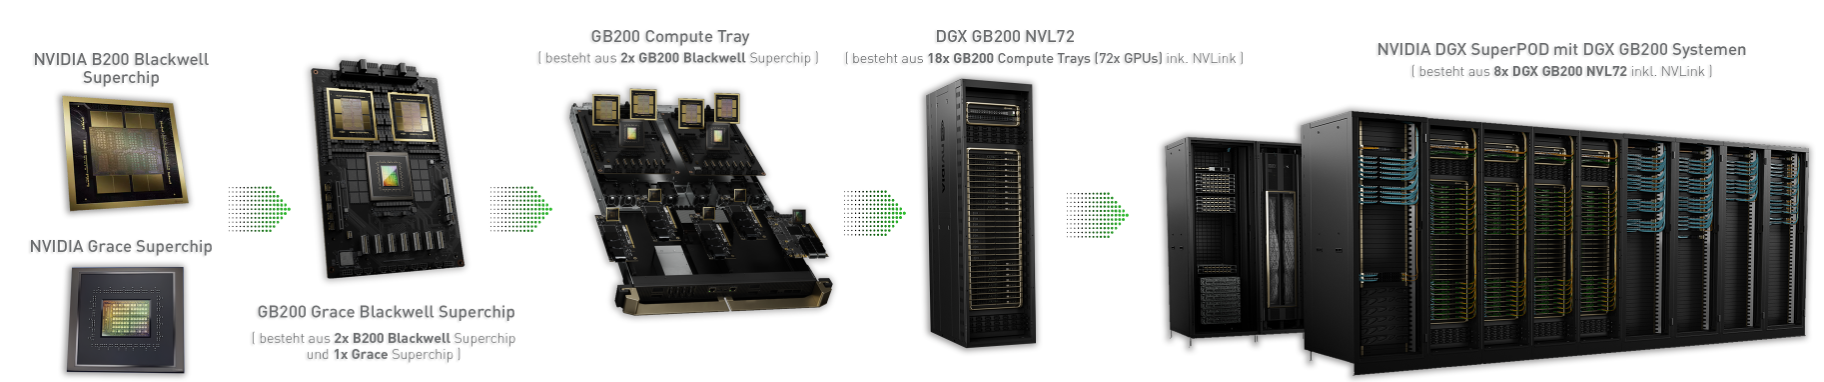 NVIDIA B200 Blackwell
Superchip
NVIDIA Grace Superchip
GB200 Grace Blackwell Superchip
[ besteht aus 2x B200 Blackwell Superchip
und 1x Grace Superchip ]
GB200 Compute Tray
[ besteht aus 2x GB200 Blackwell Superchip ]
DGX GB200 NVL72
[ besteht aus 18x GB200 Compute Trays (72x GPUs) ink. NVLink ]
NVIDIA
NVIDIA DGX SuperPOD mit DGX GB200 Systemen
[ besteht aus 8x DGX GB200 NVL72 inkl. NVLink ]